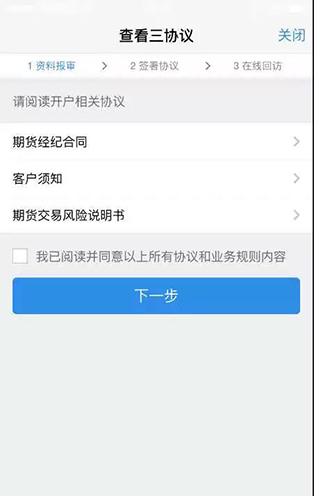 查看三协议
关闭
1 资料报审 2 签署协议 3 在线回访
请阅读开户相关协议
期货经纪合同
客户须知
期货交易风险说明书
我已阅读并同意以上所有协议和业务规则内容
下一步